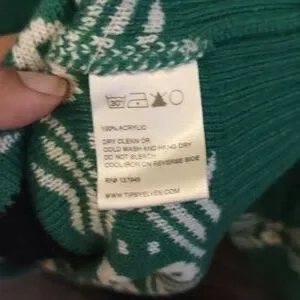 30°
100% ACRYLIC
DRY CLEAN OR
COLD WASH AND HANG DRY
DO NOT BLEACH
COOL IRON ON REVERSE SIDE
RN# 137945
WWW.TIPSYELVES.COM